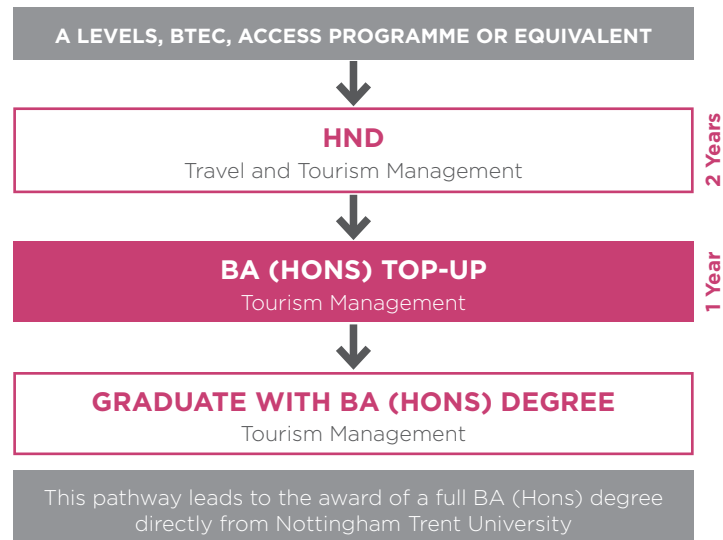 A LEVELS, BTEC, ACCESS PROGRAMME OR EQUIVALENT
HND
Travel and Tourism Management
2 Years
BA (HONS) TOP-UP
Tourism Management
1 Year
GRADUATE WITH BA (HONS) DEGREE
Tourism Management
This pathway leads to the award of a full BA (Hons) degree
directly from Nottingham Trent University